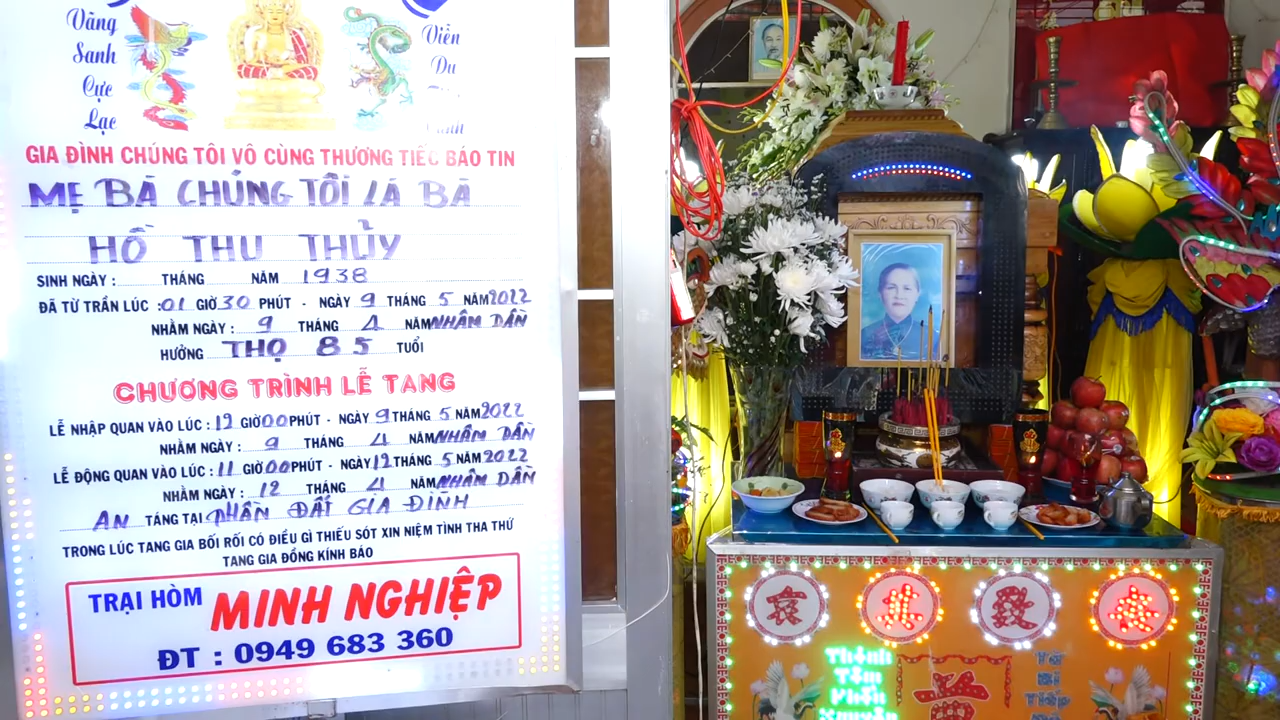 Vãng
Sanh
Cực
Lạc
Viên
Du
GIA ĐÌNH CHÚNG TÔI VÔ CÙNG THƯƠNG TIẾC BÁO TIN
MẸ BÀ CHÚNG TÔI LÀ BÀ
HỒ THU THỦY
SINH NGÀY : THÁNG NĂM 1938
ĐÃ TỪ TRẦN LÚC : 01 GIỜ 30 PHÚT - NGÀY 9 THÁNG 5 NĂM 2022
NHẰM NGÀY : 9 THÁNG 4 NĂM NHÂM DẦN
HƯỞNG THỌ 85 TUỔI
CHƯƠNG TRÌNH LỄ TANG
LỄ NHẬP QUAN VÀO LÚC : 12 GIỜ 00 PHÚT - NGÀY 9 THÁNG 5 NĂM 2022
NHẰM NGÀY : 9 THÁNG 4 NĂM NHÂM DẦN
LỄ ĐỘNG QUAN VÀO LÚC : 11 GIỜ 00 PHÚT - NGÀY 12 THÁNG 5 NĂM 2022
NHẰM NGÀY : 12 THÁNG 4 NĂM NHÂM DẦN
AN TÁNG TẠI PHẦN ĐẤT GIA ĐÌNH
TRONG LÚC TANG GIA BỐI RỐI CÓ ĐIỀU GÌ THIẾU SÓT XIN NIỆM TÌNH THA THỨ
TANG GIA ĐỒNG KÍNH BÁO
TRẠI HÒM MINH NGHIỆP
ĐT : 0949 683 360
Thành
Tâm
Khấn
Nguyện